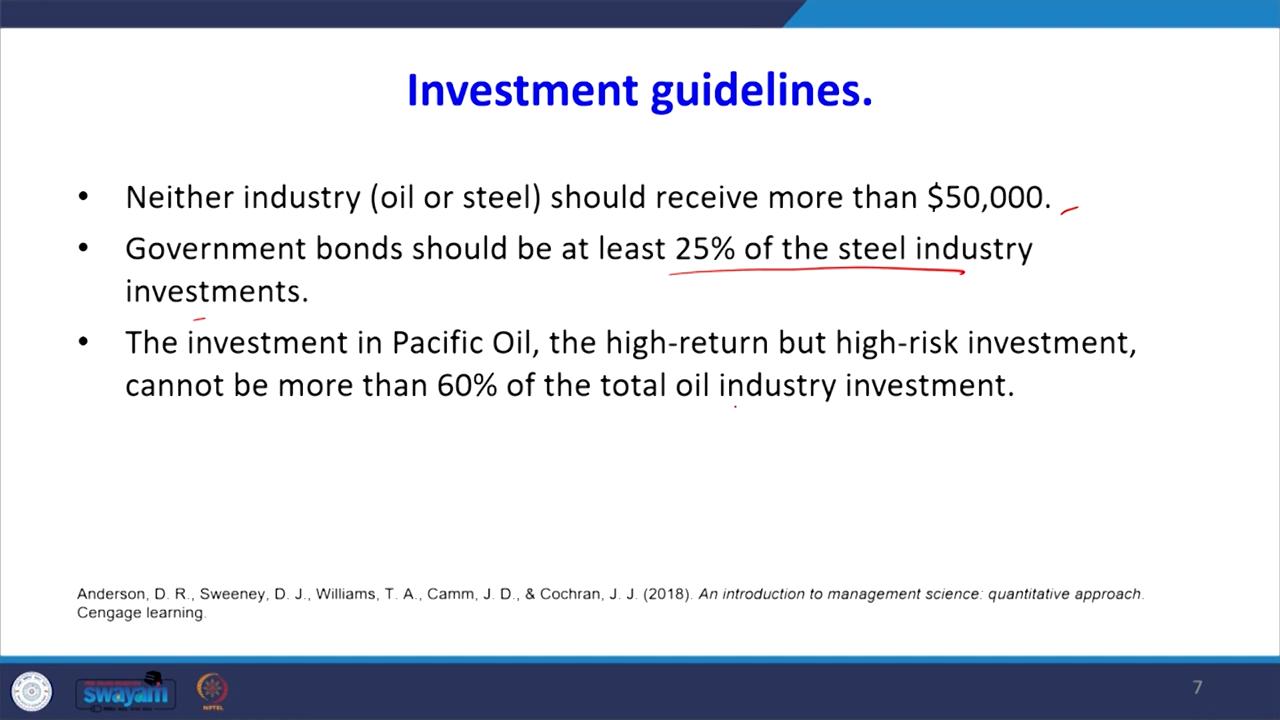 Investment guidelines.
• Neither industry (oil or steel) should receive more than $50,000.
• Government bonds should be at least 25% of the steel industry
investments.
• The investment in Pacific Oil, the high-return but high-risk investment,
cannot be more than 60% of the total oil industry investment.
Anderson, D. R., Sweeney, D. J., Williams, T. A., Camm, J. D., & Cochran, J. J. (2018). An introduction to management science: quantitative approach.
Cengage learning.
swayam
NPTEL
7